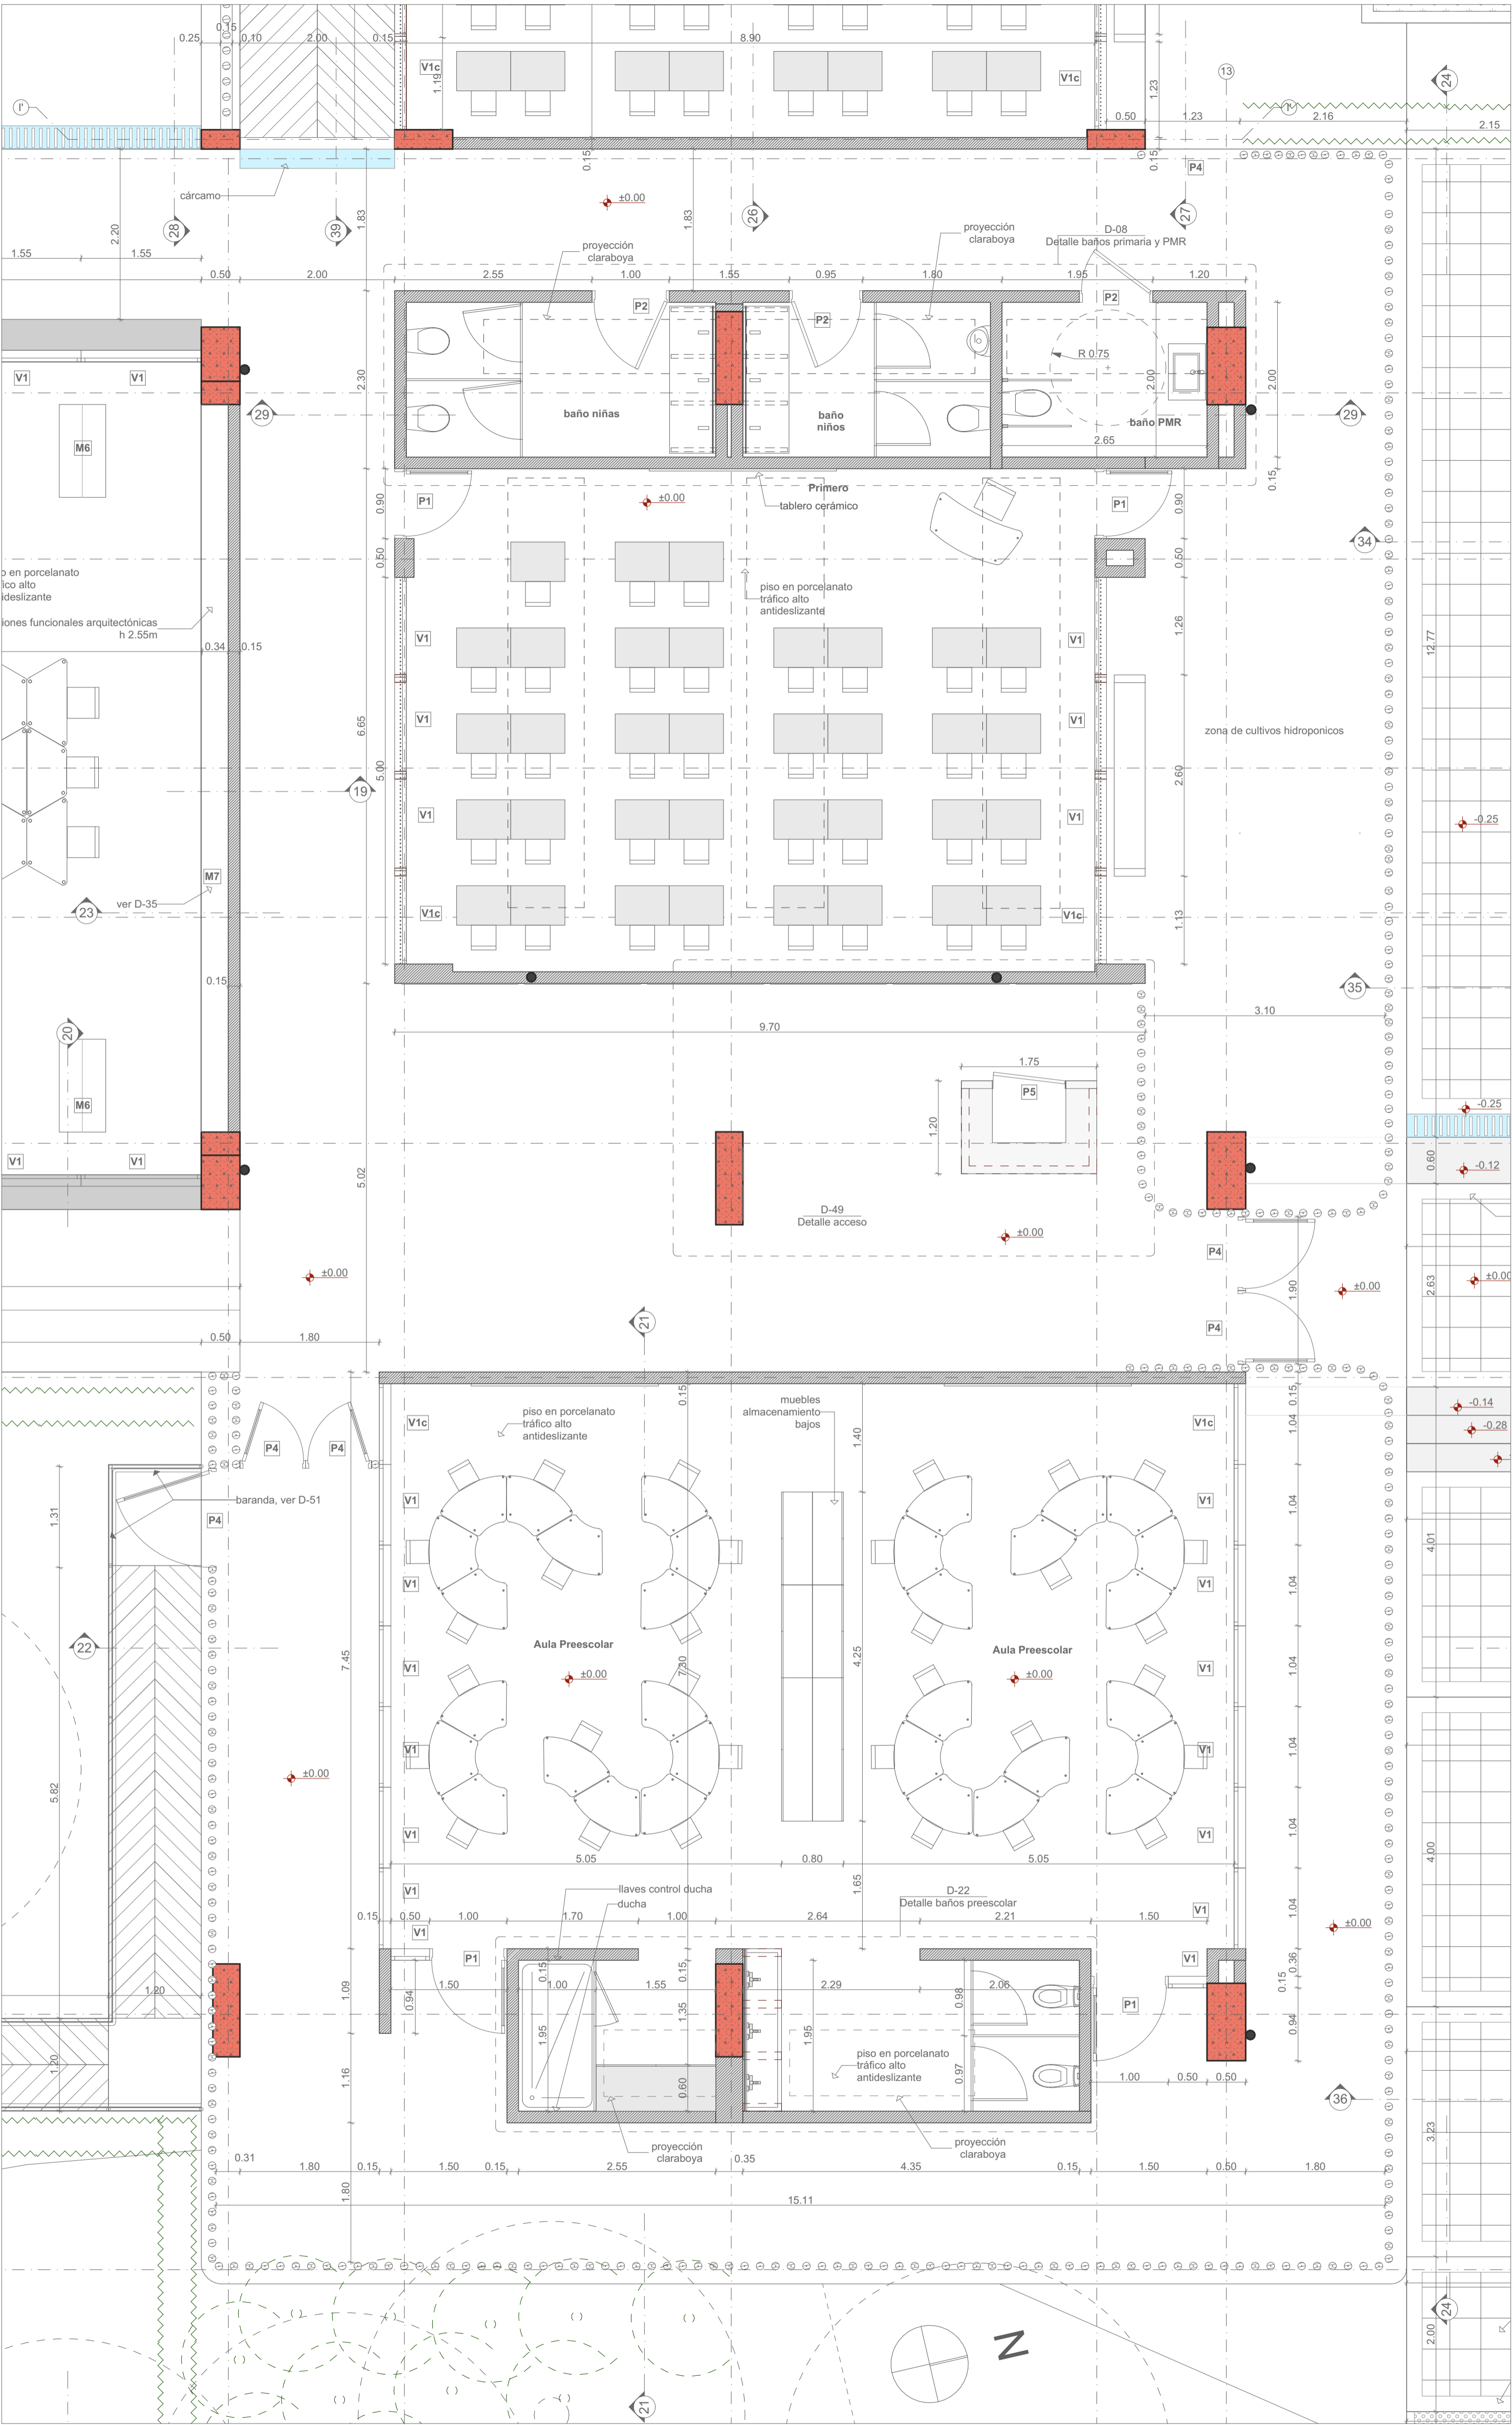 0.25
0.15
0.10
2.00
0.15
8.90
V1c
1.19
V1c
1.23
13
24
I'
0.50
1.23
2.16
2.15
I'
0.15
0.15
P4
cárcamo
±0.00
28
39
26
27
2.20
1.83
1.83
proyección
claraboya
proyección
claraboya
D-08
Detalle baños primaria y PMR
1.55
1.55
0.50
2.00
2.55
1.00
1.55
0.95
1.80
1.95
1.20
P2
P2
P2
R 0.75
V1
V1
2.30
2.00
2.00
29
baño niñas
baño
niños
baño PMR
29
M6
2.65
0.15
Primero
tablero cerámico
±0.00
P1
P1
0.90
0.90
34
0.50
0.50
piso en porcelanato
tráfico alto
antideslizante
o en porcelanato
fico alto
ideslizante
iones funcionales arquitectónicas
h 2.55m
0.34
0.15
V1
V1
1.26
12.77
6.65
5.00
V1
V1
zona de cultivos hidroponicos
19
2.60
V1
V1
-0.25
M7
ver D-35
23
V1c
V1c
1.13
0.15
35
3.10
9.70
20
1.75
P5
M6
1.20
-0.25
V1
V1
5.02
0.60
-0.12
D-49
Detalle acceso
±0.00
P4
±0.00
1.90
±0.00
2.63
±0.00
21
P4
0.50
1.80
0.15
0.15
muebles
almacenamiento
bajos
piso en porcelanato
tráfico alto
antideslizante
V1c
V1c
1.04
-0.14
-0.28
P4
P4
1.40
baranda, ver D-51
P4
1.31
V1
V1
1.04
4.01
V1
V1
1.04
22
Aula Preescolar
Aula Preescolar
7.45
7.30
4.25
±0.00
±0.00
V1
V1
1.04
5.82
±0.00
V1
V1
1.04
V1
V1
1.04
4.00
5.05
0.80
5.05
1.65
llaves control ducha
ducha
D-22
Detalle baños preescolar
V1
V1
1.04
0.15
0.50
1.00
1.70
1.00
2.64
2.21
1.50
±0.00
V1
P1
V1
0.15
0.15
0.36
0.15
1.20
1.09
0.94
1.50
1.00
1.55
1.35
2.29
2.06
0.98
P1
0.94
1.95
1.95
piso en porcelanato
tráfico alto
antideslizante
1.20
1.16
0.60
0.97
1.00
0.50
0.50
36
proyección
claraboya
proyección
claraboya
3.23
0.31
1.80
0.15
1.50
0.15
2.55
0.35
4.35
0.15
1.50
0.50
1.80
1.80
15.11
N
24
2.00
21